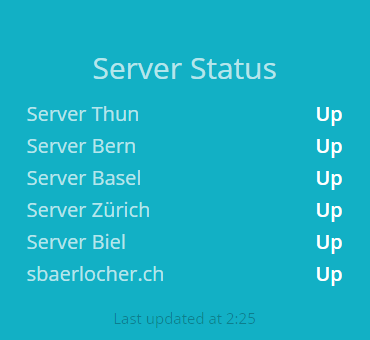 Server Status
Server Thun Up
Server Bern Up
Server Basel Up
Server Zürich Up
Server Biel Up
sbaerlocher.ch Up
Last updated at 2:25